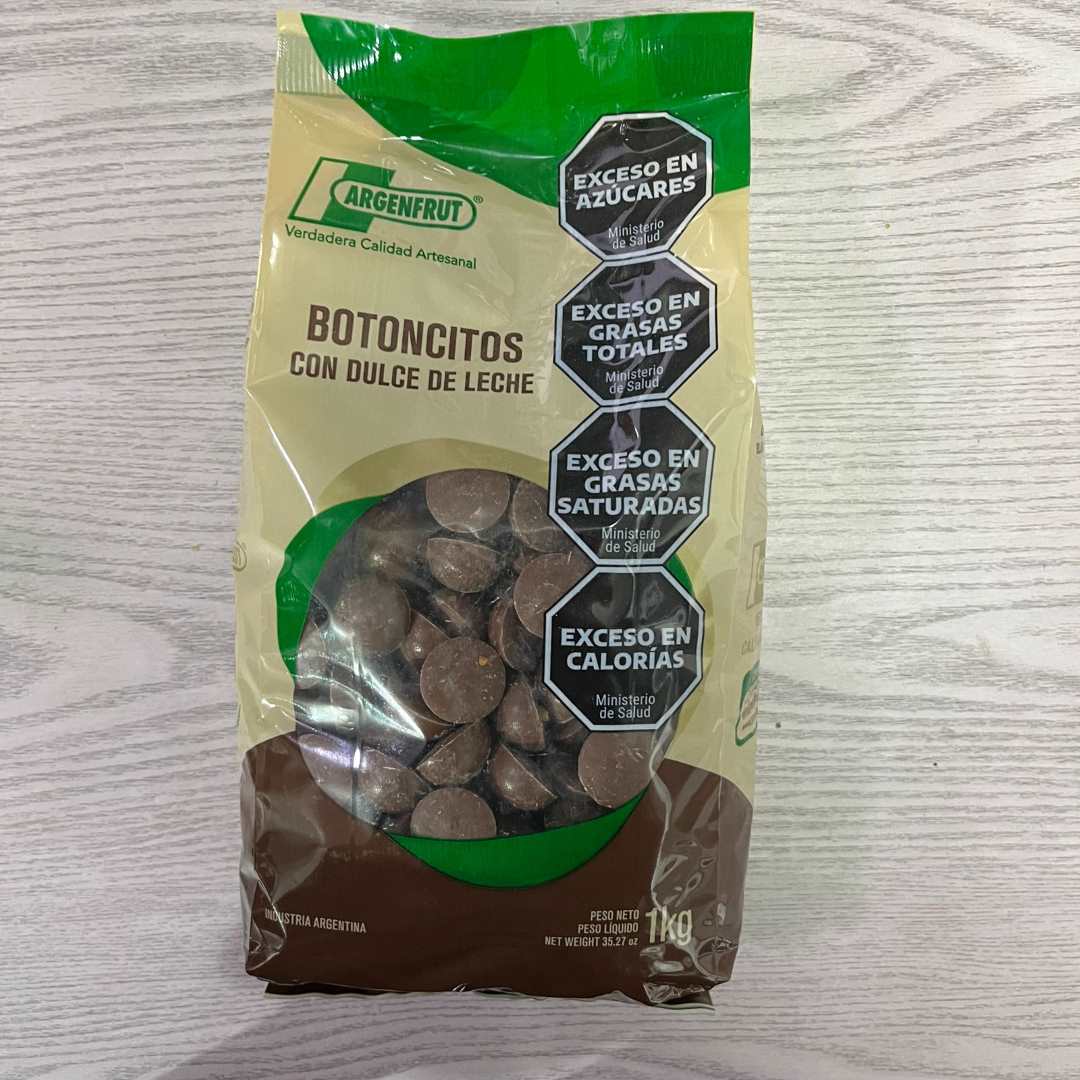 ARGENFRUT®
Verdadera Calidad Artesanal
BOTONCITOS
CON DULCE DE LECHE
EXCESO EN
AZÚCARES
Ministerio
de Salud
EXCESO EN
GRASAS
TOTALES
Ministerio
de Salud
EXCESO EN
GRASAS
SATURADAS
Ministerio
de Salud
EXCESO EN
CALORÍAS
Ministerio
de Salud
INDUSTRIA ARGENTINA
PESO NETO
PESO LÍQUIDO
NET WEIGHT 35.27 oz
1kg